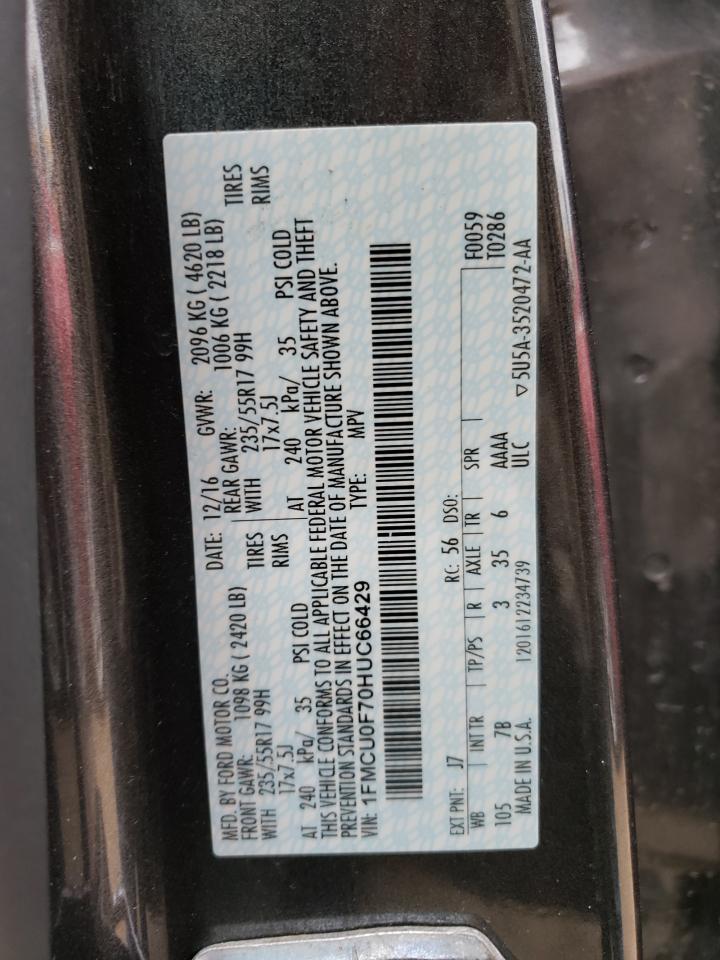 MFD. BY FORD MOTOR CO. DATE: 12/16 GVWR: 2096 KG ( 4620 LB)
FRONT GAWR: 1098 KG ( 2420 LB) REAR GAWR: 1006 KG ( 2218 LB)
WITH 235/55R17 99H TIRES WITH 235/55R17 99H TIRES
17x7.5J RIMS 17x7.5J RIMS
AT 240 kPa/ 35 PSI COLD AT 240 kPa/ 35 PSI COLD
THIS VEHICLE CONFORMS TO ALL APPLICABLE FEDERAL MOTOR VEHICLE SAFETY AND THEFT
PREVENTION STANDARDS IN EFFECT ON THE DATE OF MANUFACTURE SHOWN ABOVE.
VIN: 1FMCU0F70HUC66429 TYPE: MPV
EXT PNT: J7 RC: 56 DSO: F0059
WB INT TR TP/PS R AXLE TR SPR T0286
105 7B 3 35 6 AAAA
MADE IN U.S.A. 1201612234739 ULC ▽ 5U5A-3520472-AA